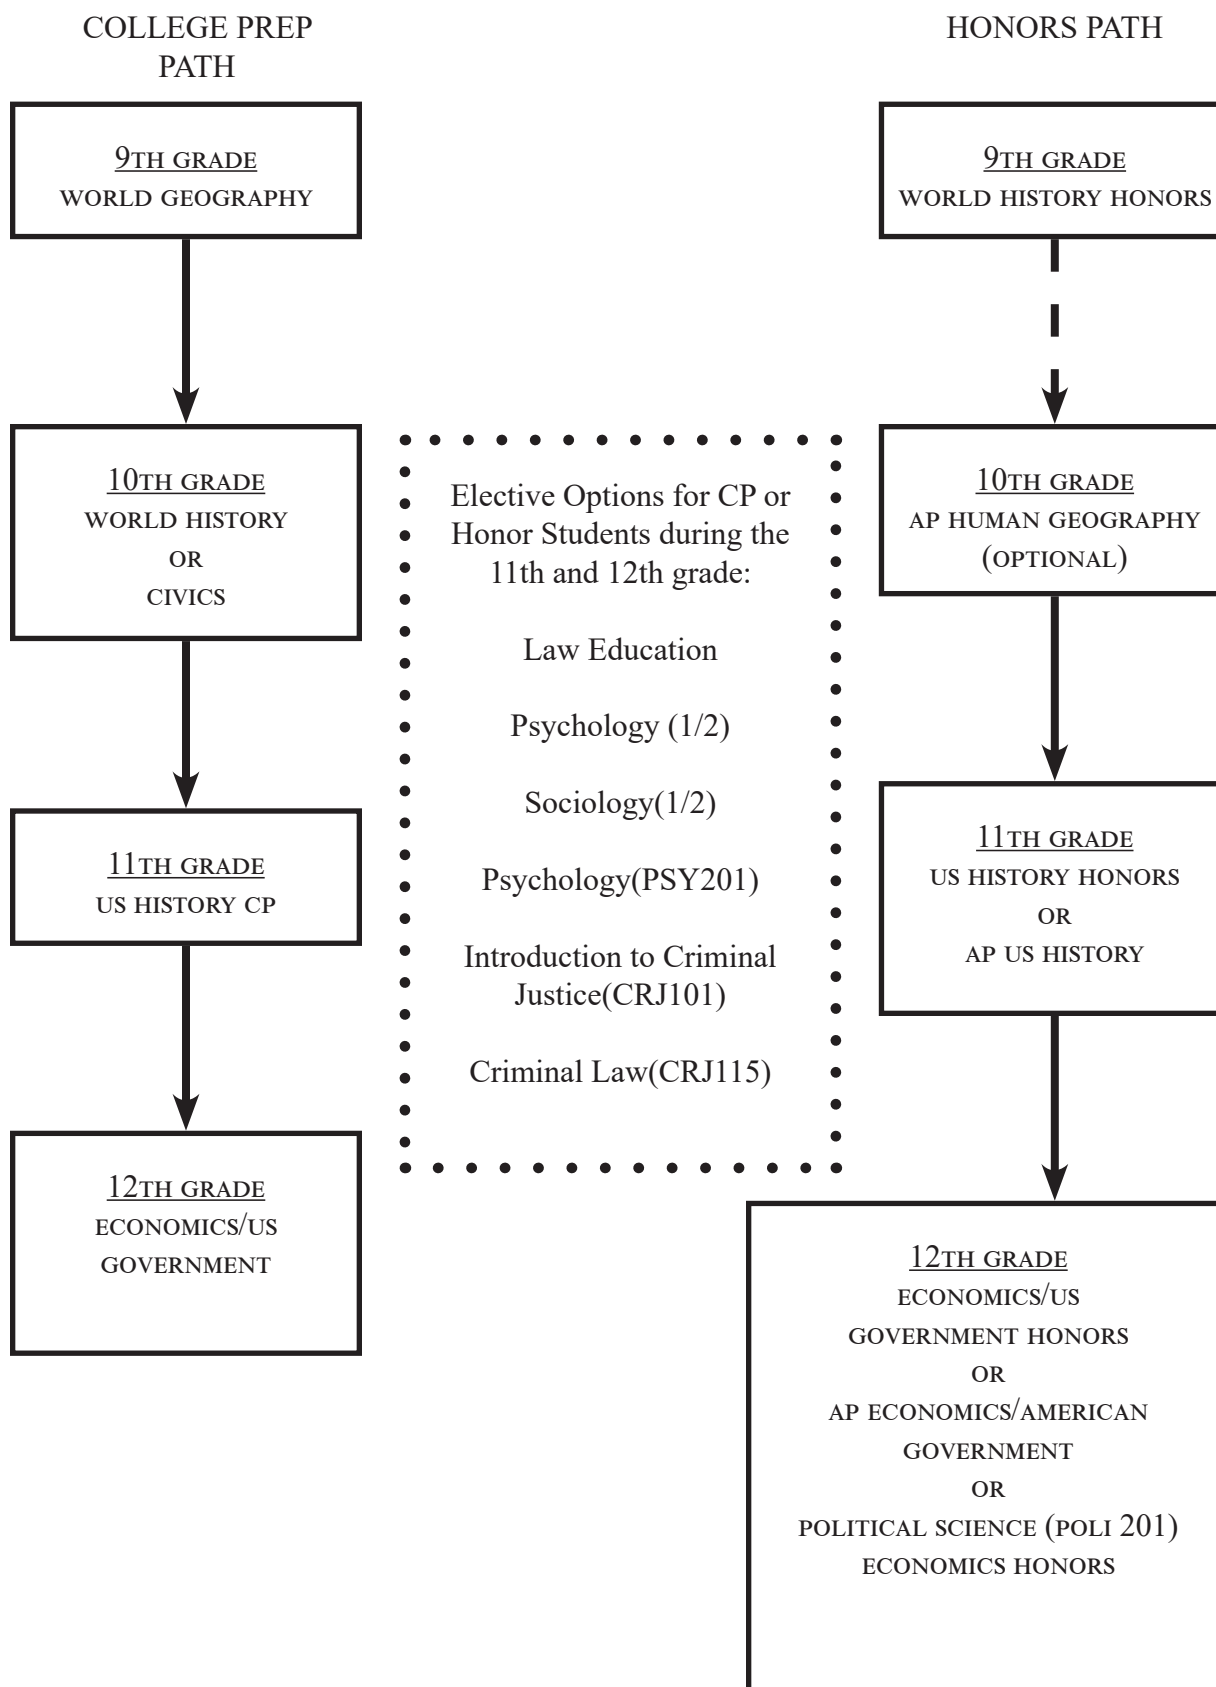 COLLEGE PREP
PATH
9TH GRADE
WORLD GEOGRAPHY
10TH GRADE
WORLD HISTORY
OR
CIVICS
11TH GRADE
US HISTORY CP
12TH GRADE
ECONOMICS/US
GOVERNMENT
Elective Options for CP or
Honor Students during the
11th and 12th grade:
Law Education
Psychology (1/2)
Sociology(1/2)
Psychology(PSY201)
Introduction to Criminal
Justice(CRJ101)
Criminal Law(CRJ115)
HONORS PATH
9TH GRADE
WORLD HISTORY HONORS
10TH GRADE
AP HUMAN GEOGRAPHY
(OPTIONAL)
11TH GRADE
US HISTORY HONORS
OR
AP US HISTORY
12TH GRADE
ECONOMICS/US
GOVERNMENT HONORS
OR
AP ECONOMICS/AMERICAN
GOVERNMENT
OR
POLITICAL SCIENCE (POLI 201)
ECONOMICS HONORS